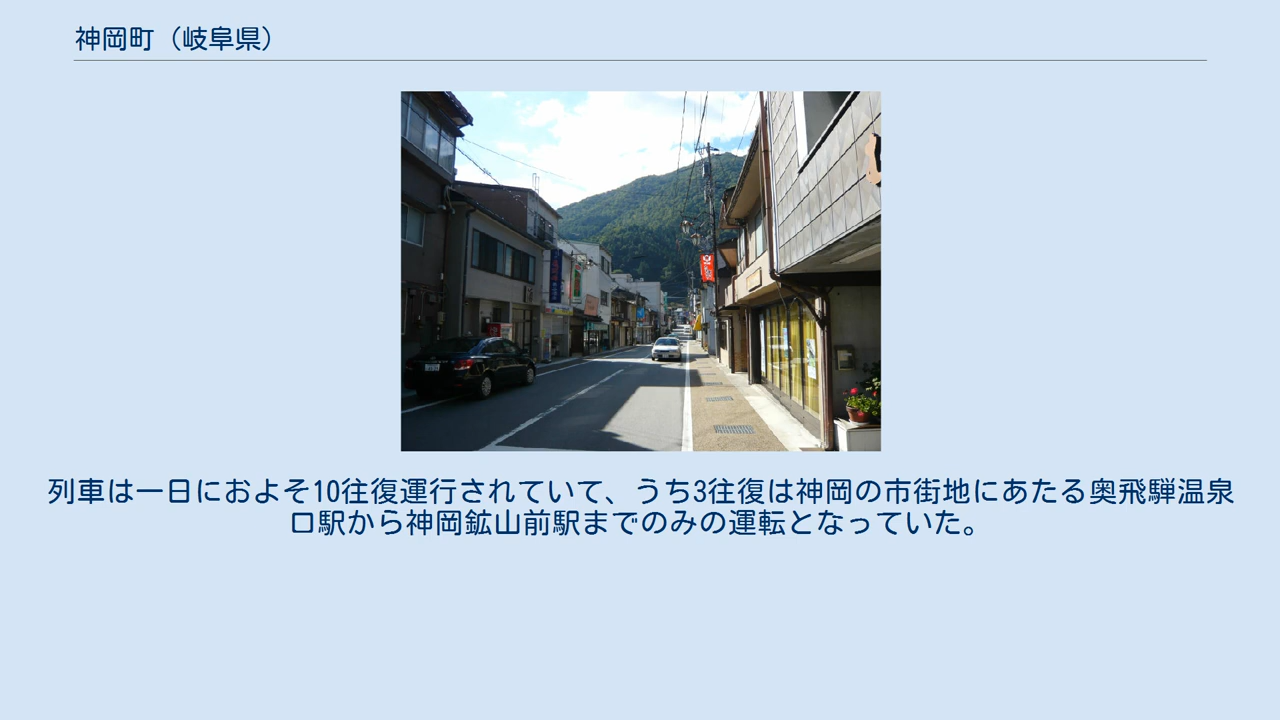 神岡町（岐阜県）
列車は一日におよそ10往復運行されていて、うち3往復は神岡の市街地にあたる奥飛騨温泉
口駅から神岡鉱山前駅までのみの運転となっていた。